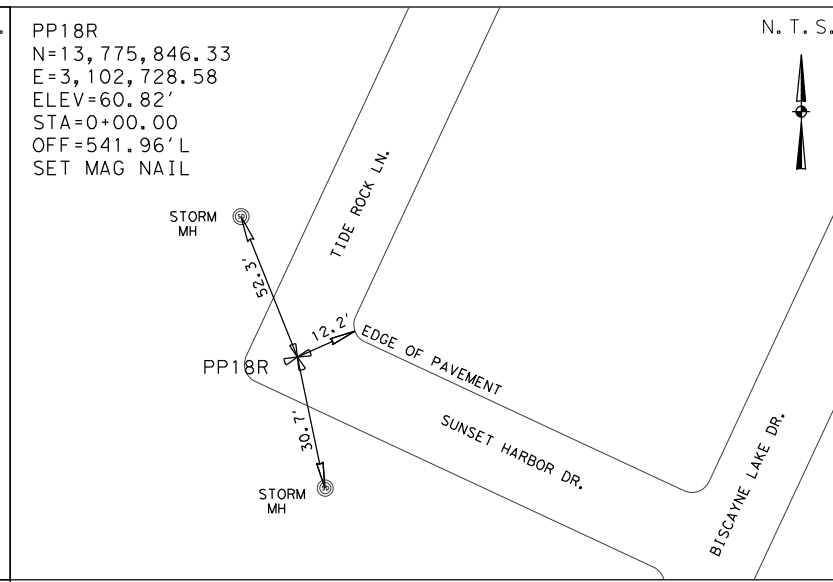 PP18R
N=13,775,846.33
E=3,102,728.58
ELEV=60.82'
STA=0+00.00
OFF=541.96'L
SET MAG NAIL
N.T.S.
TIDE ROCK LN.
STORM
MH
52.3'
12.2'
EDGE OF PAVEMENT
PP18R
30.7'
SUNSET HARBOR DR.
STORM
MH
BISCAYNE LAKE DR.